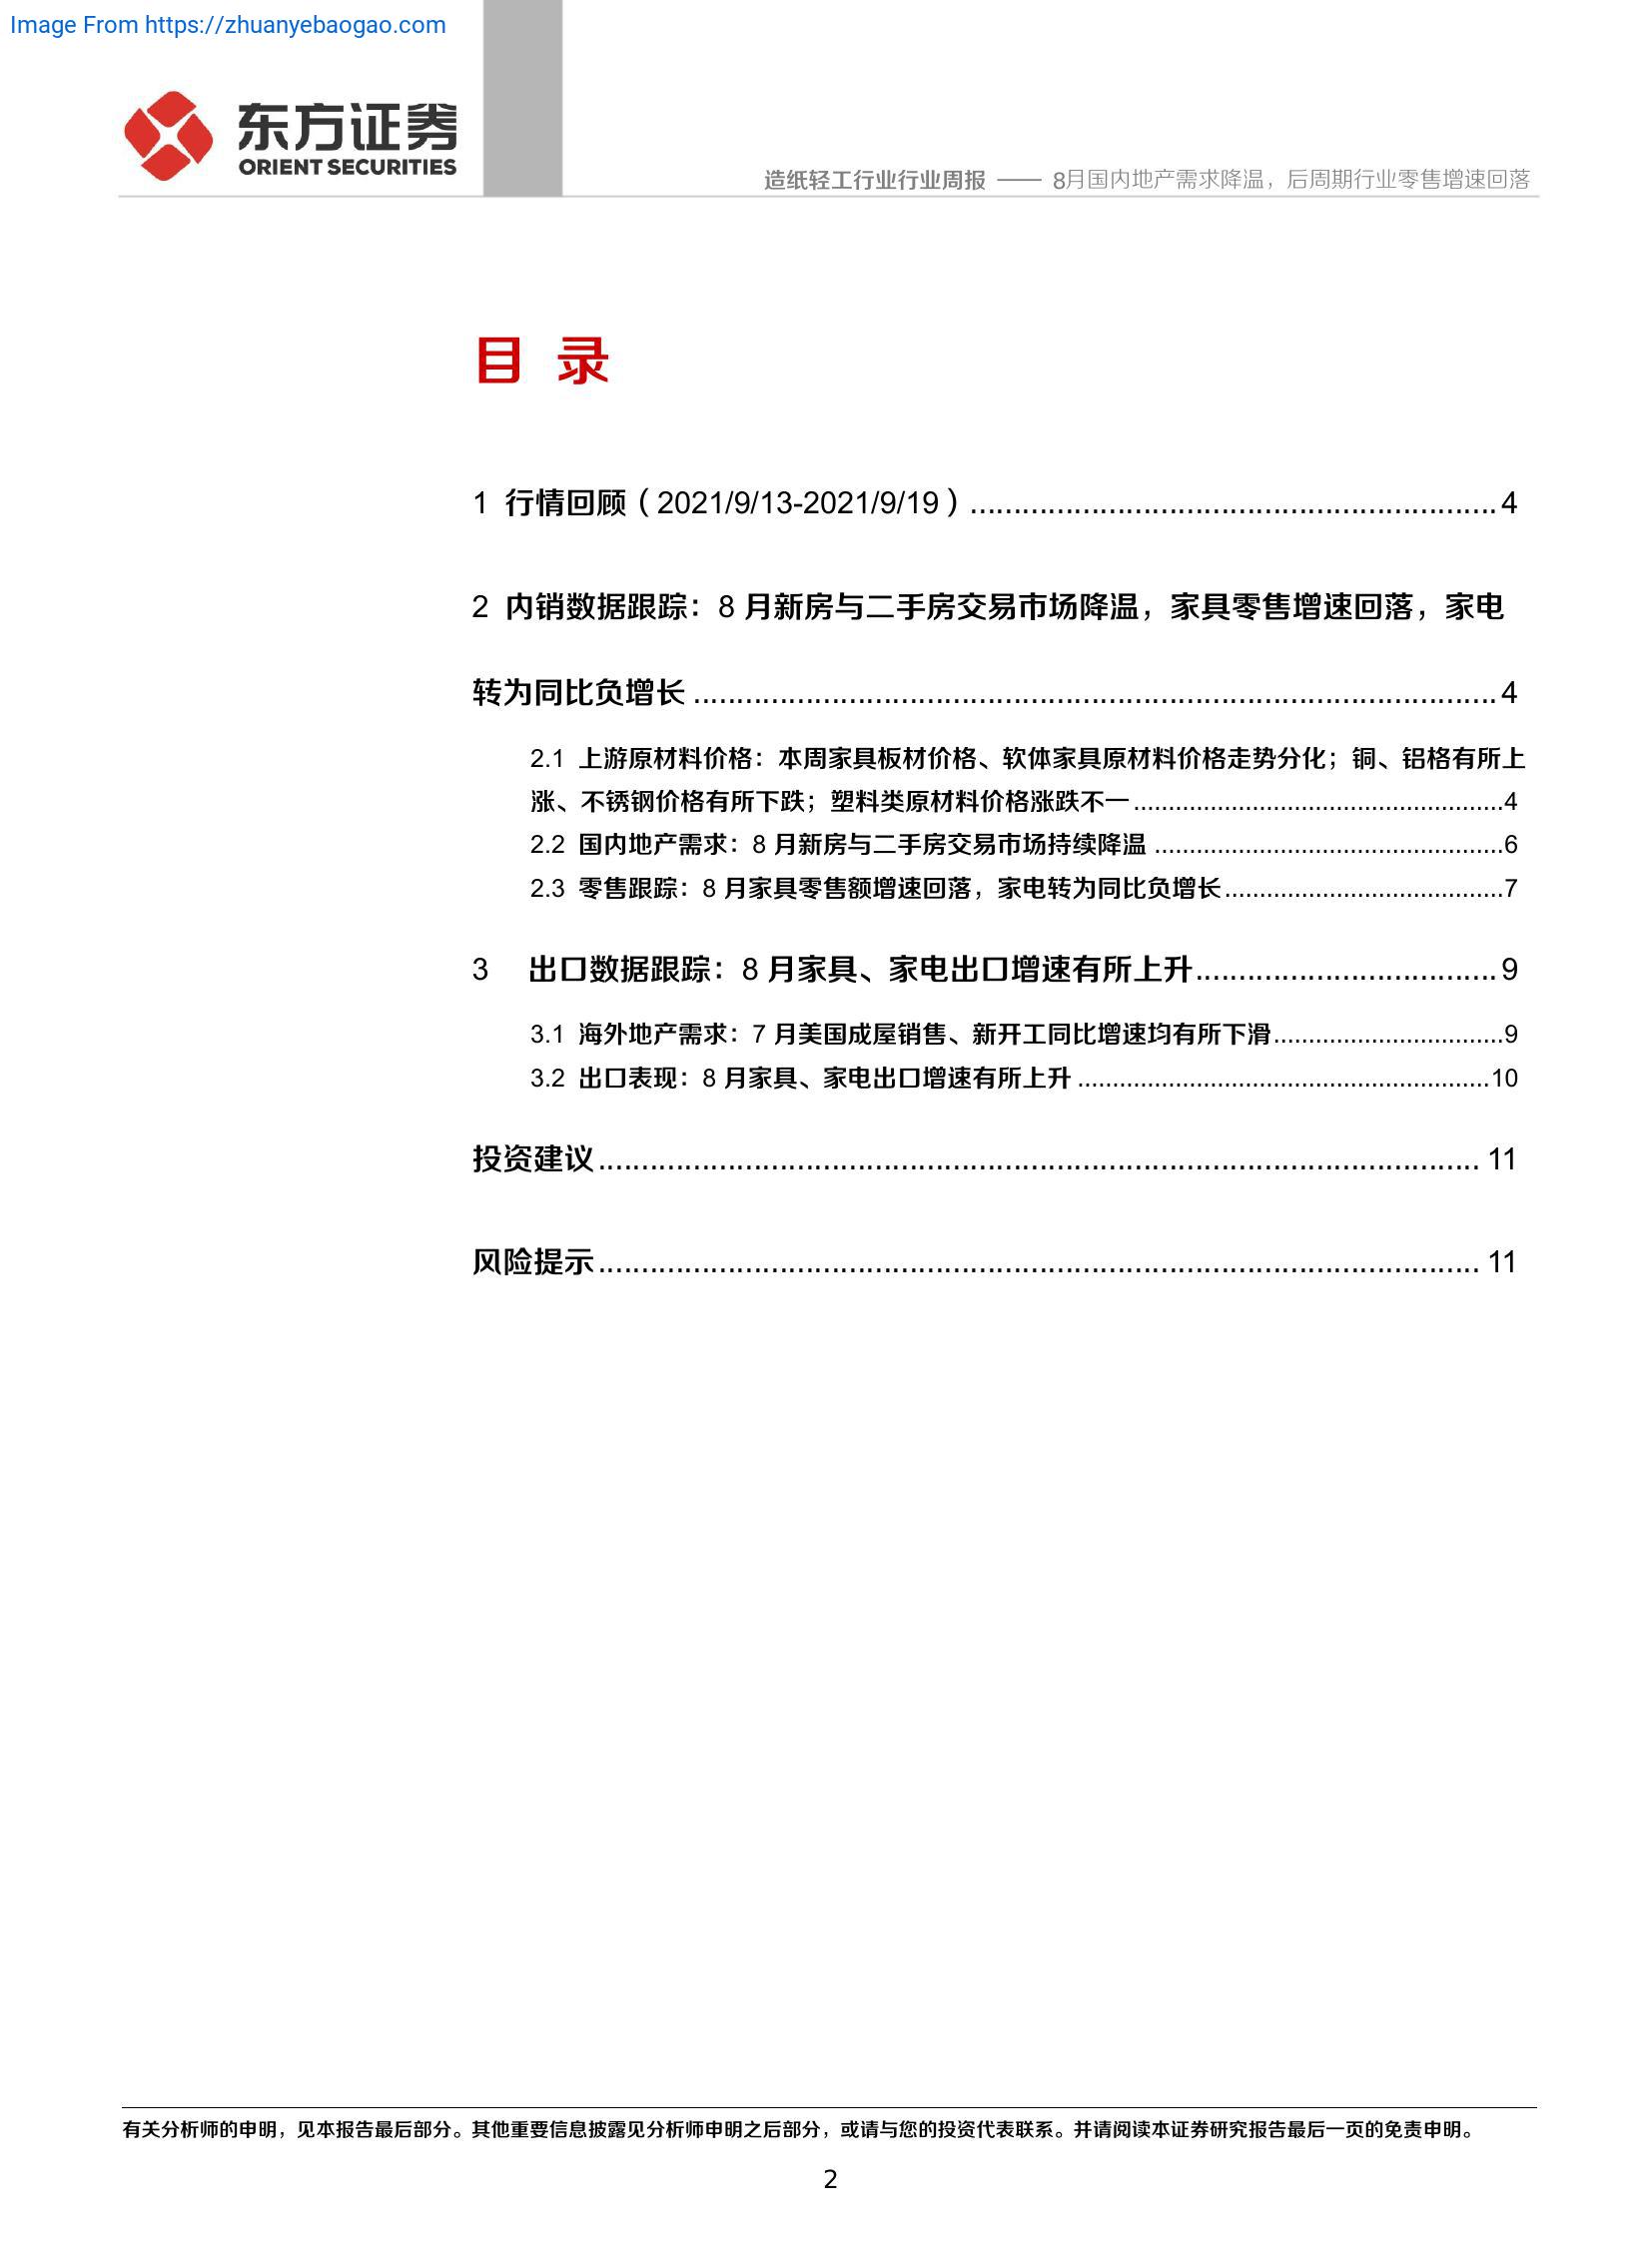 Image From https://zhuanyebaogao.com
东方证券
ORIENT SECURITIES
造纸轻工行业行业周报 —— 8月国内地产需求降温，后周期行业零售增速回落
目 录
1 行情回顾（2021/9/13-2021/9/19）............................................................. 4
2 内销数据跟踪：8 月新房与二手房交易市场降温，家具零售增速回落，家电
转为同比负增长 ............................................................................................. 4
2.1 上游原材料价格：本周家具板材价格、软体家具原材料价格走势分化；铜、铝格有所上
涨、不锈钢价格有所下跌；塑料类原材料价格涨跌不一.....................................................4
2.2 国内地产需求：8 月新房与二手房交易市场持续降温 ..................................................6
2.3 零售跟踪：8 月家具零售额增速回落，家电转为同比负增长........................................7
3 出口数据跟踪：8 月家具、家电出口增速有所上升................................... 9
3.1 海外地产需求：7 月美国成屋销售、新开工同比增速均有所下滑.................................9
3.2 出口表现：8 月家具、家电出口增速有所上升 ...........................................................10
投资建议...................................................................................................... 11
风险提示...................................................................................................... 11
有关分析师的申明，见本报告最后部分。其他重要信息披露见分析师申明之后部分，或请与您的投资代表联系。并请阅读本证券研究报告最后一页的免责申明。
2